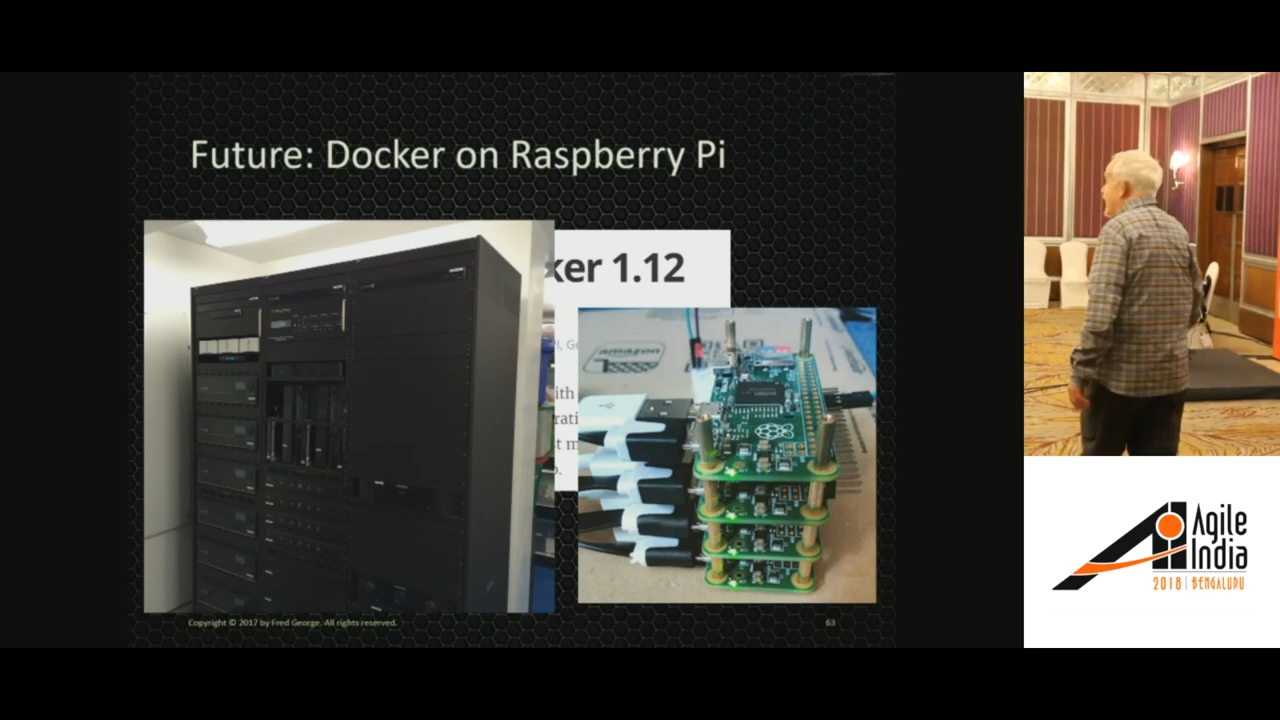 Future: Docker on Raspberry Pi
ker 1.12
amazon
Copyright © 2017 by Fred George. All rights reserved.
63
Agile
India
2018 | BENGALURU